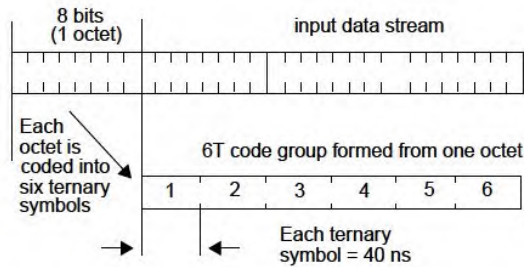 8 bits
(1 octet)
input data stream
Each
octet is
coded into
six ternary
symbols
6T code group formed from one octet
1 2 3 4 5 6
Each ternary
symbol = 40 ns